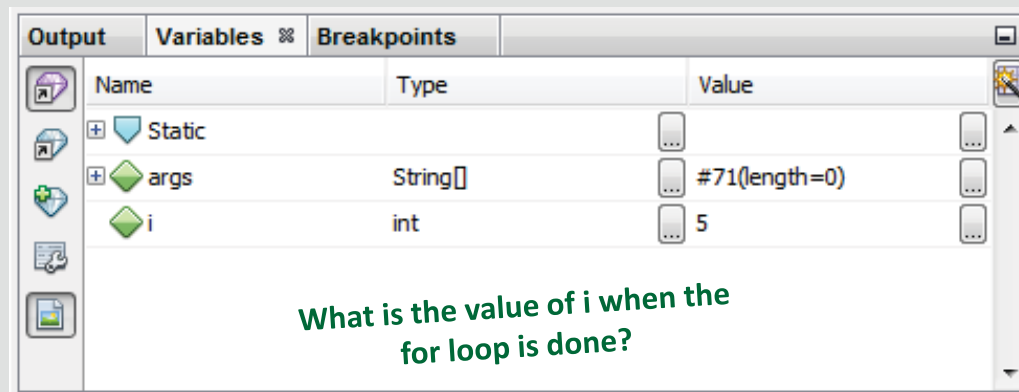 Output Variables Breakpoints
Name Type Value
Static ... ...
args String[] ... #71(length=0) ...
i int ... 5 ...
What is the value of i when the
for loop is done?